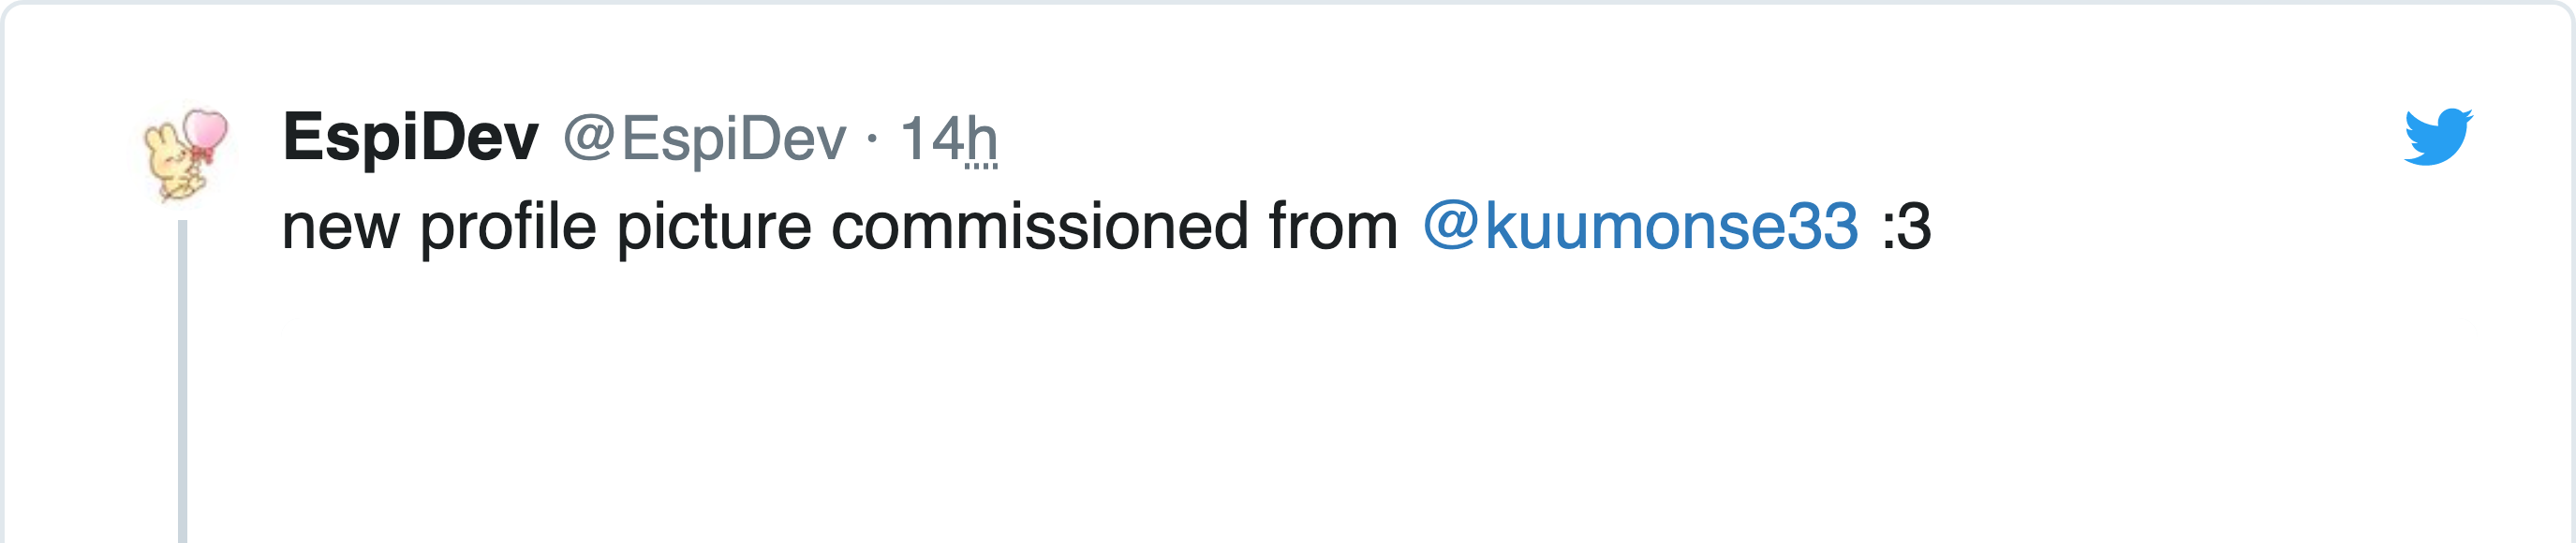 EspiDev @EspiDev · 14h
new profile picture commissioned from @kuumonse33 :3